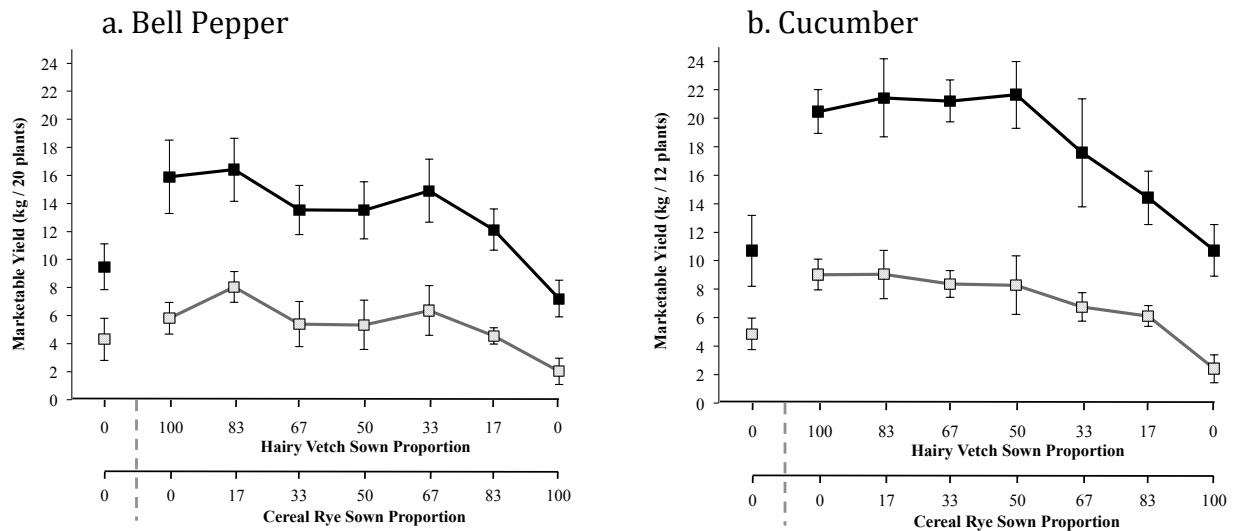 a. Bell Pepper
Marketable Yield (kg / 20 plants)
24
22
20
18
16
14
12
10
8
6
4
2
0
0 100 83 67 50 33 17 0
Hairy Vetch Sown Proportion
0 0 17 33 50 67 83 100
Cereal Rye Sown Proportion
b. Cucumber
Marketable Yield (kg / 12 plants)
24
22
20
18
16
14
12
10
8
6
4
2
0
0 100 83 67 50 33 17 0
Hairy Vetch Sown Proportion
0 0 17 33 50 67 83 100
Cereal Rye Sown Proportion